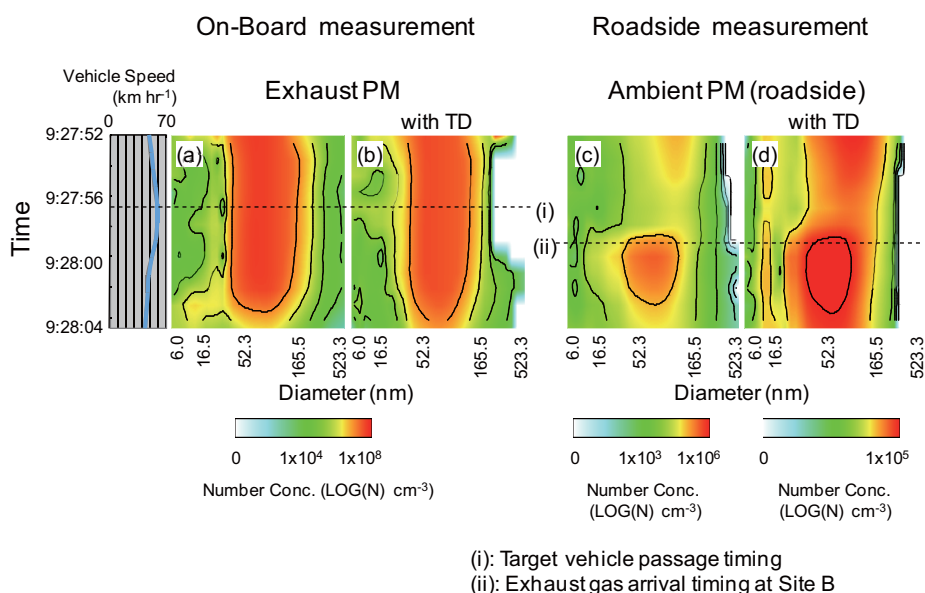 On-Board measurement
Roadside measurement
Vehicle Speed
(km hr-1)
0 70
Exhaust PM
with TD
Ambient PM (roadside)
with TD
Time
9:27:52
9:27:56
9:28:00
9:28:04
(a)
(b)
(c)
(d)
(i)
(ii)
6.0 16.5 52.3 165.5 523.3
6.0 16.5 52.3 165.5 523.3
6.0 16.5 52.3 165.5
6.0 16.5 52.3 165.5 523.3
Diameter (nm)
Diameter (nm)
0 1x104 1x108
Number Conc. (LOG(N) cm-3)
0 1x103 1x106
Number Conc.
(LOG(N) cm-3)
0 1x105
Number Conc.
(LOG(N) cm-3)
(i): Target vehicle passage timing
(ii): Exhaust gas arrival timing at Site B